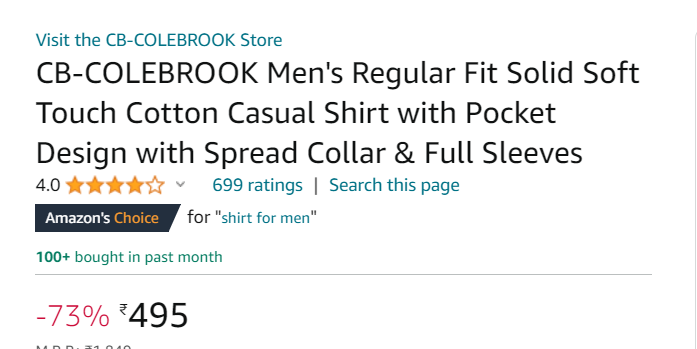 Visit the CB-COLEBROOK Store
CB-COLEBROOK Men's Regular Fit Solid Soft
Touch Cotton Casual Shirt with Pocket
Design with Spread Collar & Full Sleeves
4.0 699 ratings | Search this page
Amazon's Choice for "shirt for men"
100+ bought in past month
-73% ₹495